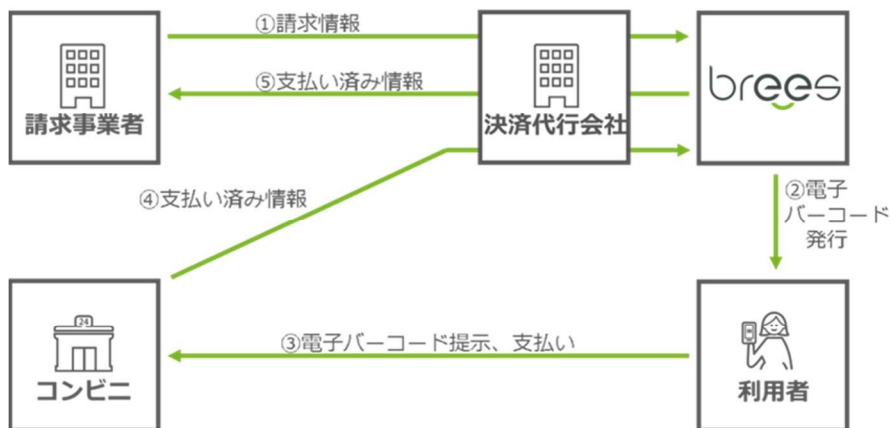 ①請求情報
⑤支払い済み情報
請求事業者
決済代行会社
brees
④支払い済み情報
②電子
バーコード
発行
24
コンビニ
③電子バーコード提示、支払い
利用者